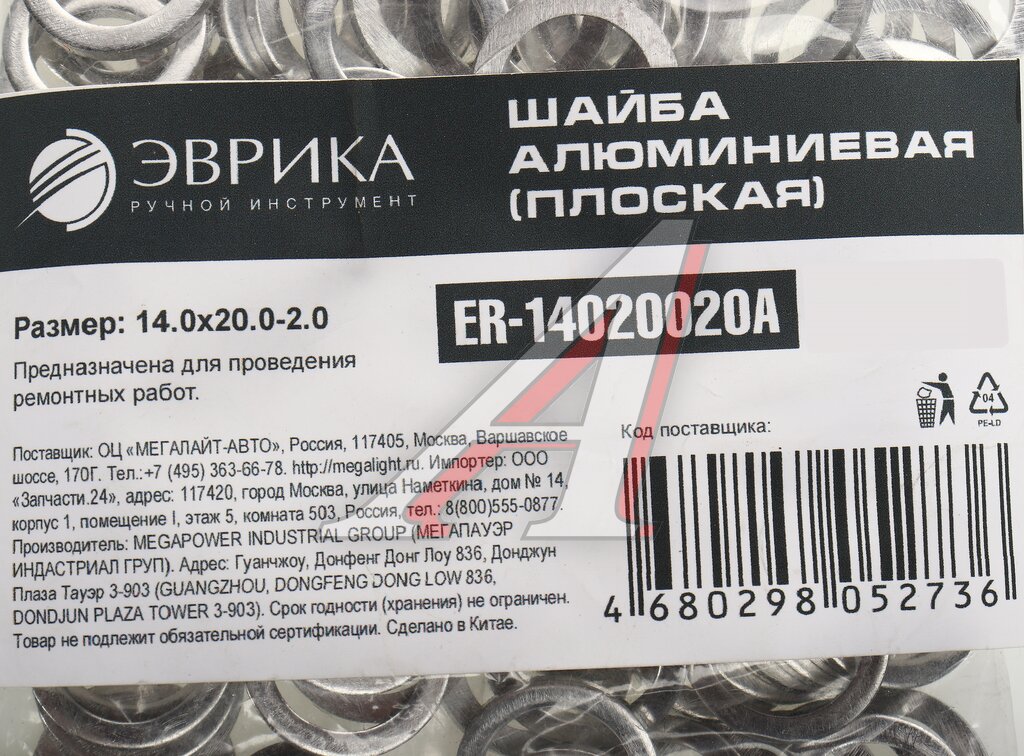 ЭВРИКА
РУЧНОЙ ИНСТРУМЕНТ
ШАЙБА
АЛЮМИНИЕВАЯ
(ПЛОСКАЯ)
Размер: 14.0x20.0-2.0
ER-14020020A
Предназначена для проведения
ремонтных работ.
04
PE-LD
Поставщик: ОЦ «МЕГАЛАЙТ-АВТО», Россия, 117405, Москва, Варшавское
шоссе, 170Г. Тел.:+7 (495) 363-66-78. http://megalight.ru. Импортер: ООО
«Запчасти.24», адрес: 117420, город Москва, улица Наметкина, дом № 14,
корпус 1, помещение I, этаж 5, комната 503, Россия, тел.: 8(800)555-0877.
Производитель: MEGAPOWER INDUSTRIAL GROUP (МЕГАПАУЭР
ИНДАСТРИАЛ ГРУП). Адрес: Гуанчжоу, Донфенг Донг Лоу 836, Донджун
Плаза Тауэр 3-903 (GUANGZHOU, DONGFENG DONG LOW 836,
DONDJUN PLAZA TOWER 3-903). Срок годности (хранения) не ограничен.
Товар не подлежит обязательной сертификации. Сделано в Китае.
Код поставщика:
4 680298 052736